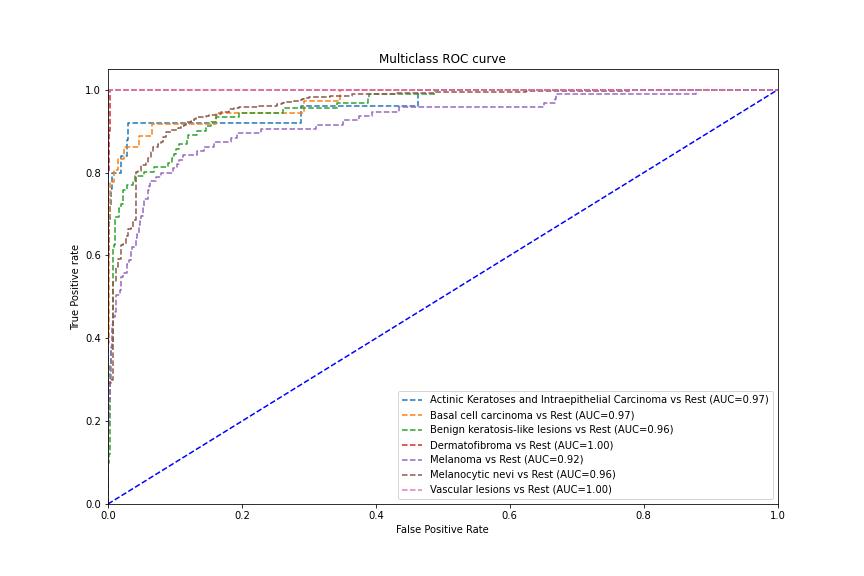 Multiclass ROC curve
True Positive rate
1.0
0.8
0.6
0.4
0.2
0.0
Actinic Keratoses and Intraepithelial Carcinoma vs Rest (AUC=0.97)
Basal cell carcinoma vs Rest (AUC=0.97)
Benign keratosis-like lesions vs Rest (AUC=0.96)
Dermatofibroma vs Rest (AUC=1.00)
Melanoma vs Rest (AUC=0.92)
Melanocytic nevi vs Rest (AUC=0.96)
Vascular lesions vs Rest (AUC=1.00)
0.0 0.2 0.4 0.6 0.8 1.0
False Positive Rate